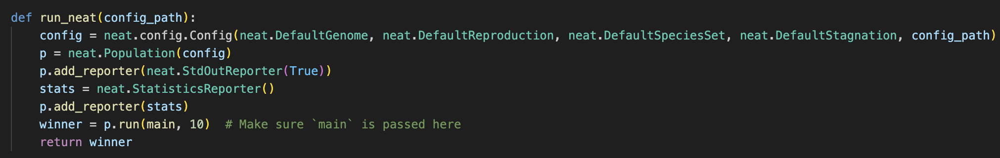 def run_neat(config_path):
    config = neat.config.Config(neat.DefaultGenome, neat.DefaultReproduction, neat.DefaultSpeciesSet, neat.DefaultStagnation, config_path)
    p = neat.Population(config)
    p.add_reporter(neat.StdOutReporter(True))
    stats = neat.StatisticsReporter()
    p.add_reporter(stats)
    winner = p.run(main, 10)  # Make sure `main` is passed here
    return winner